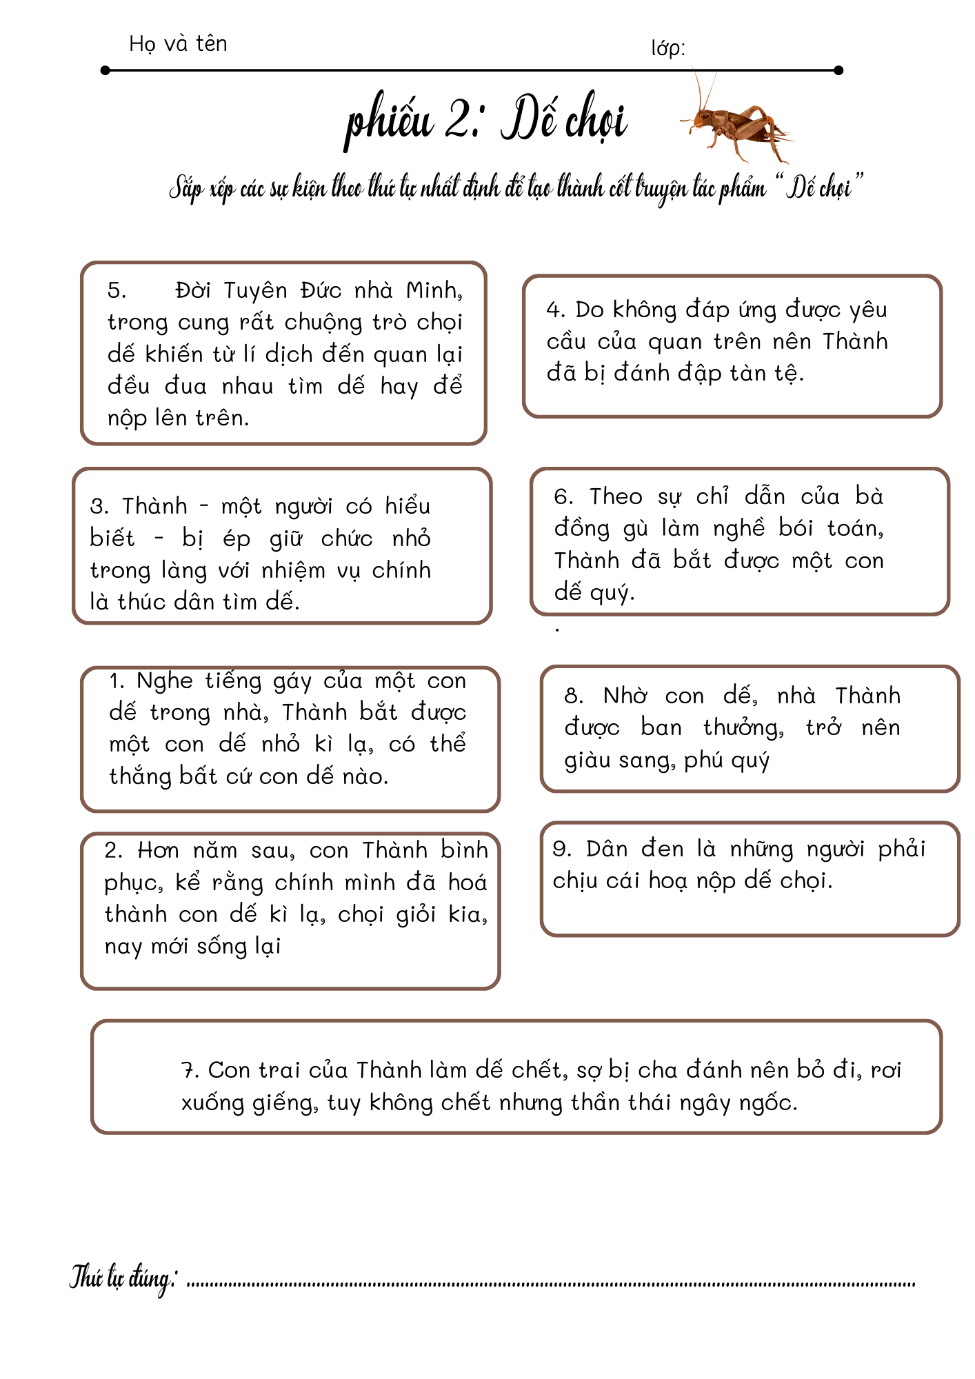 Họ và tên
lớp:
phiếu 2: Dế chọi
Sắp xếp các sự kiện theo thứ tự nhất định để tạo thành cốt truyện tác phẩm “ Dế chọi ”
5. Đời Tuyên Đức nhà Minh,
trong cung rất chuộng trò chọi
dế khiến từ lí dịch đến quan lại
đều đua nhau tìm dế hay để
nộp lên trên.
4. Do không đáp ứng được yêu
cầu của quan trên nên Thành
đã bị đánh đập tàn tệ.
3. Thành - một người có hiểu
biết - bị ép giữ chức nhỏ
trong làng với nhiệm vụ chính
là thúc dân tìm dế.
6. Theo sự chỉ dẫn của bà
đồng gù làm nghề bói toán,
Thành đã bắt được một con
dế quý.
.
1. Nghe tiếng gáy của một con
dế trong nhà, Thành bắt được
một con dế nhỏ kì lạ, có thể
thắng bất cứ con dế nào.
8. Nhờ con dế, nhà Thành
được ban thưởng, trở nên
giàu sang, phú quý
2. Hơn năm sau, con Thành bình
phục, kể rằng chính mình đã hoá
thành con dế kì lạ, chọi giỏi kia,
nay mới sống lại
9. Dân đen là những người phải
chịu cái hoạ nộp dế chọi.
7. Con trai của Thành làm dế chết, sợ bị cha đánh nên bỏ đi, rơi
xuống giếng, tuy không chết nhưng thần thái ngây ngốc.
Thứ tự đúng: ................................................................................